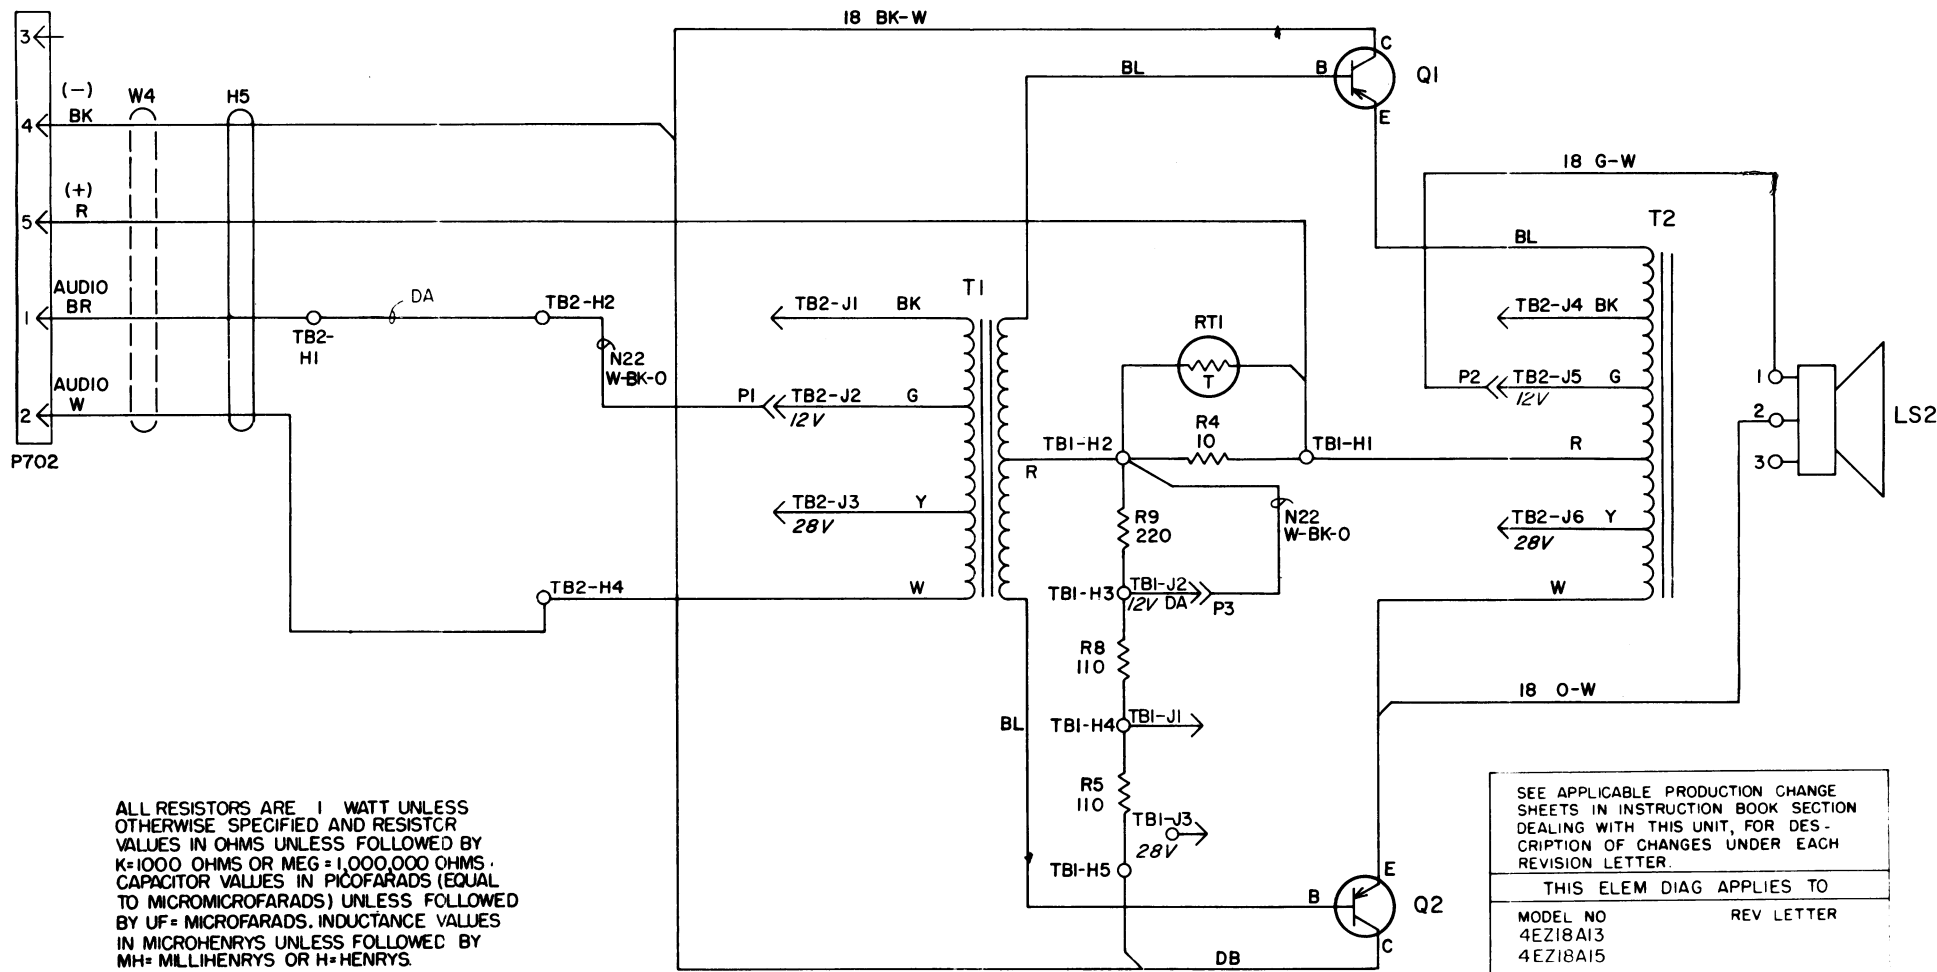 18 BK-W
3
C
B
Q1
BL
E
(-)
BK
W4
H5
4
18 G-W
(+)
R
5
T2
BL
AUDIO
BR
1
DA
TB2-H1
TB2-H2
N22
W-BK-O
T1
TB2-J1 BK
RT1
T
TB2-J4 BK
AUDIO
W
2
P702
P1
TB2-J2 G
12V
P2
TB2-J5 G
12V
1
2
3
LS2
R4
10
TB1-H2
TB1-H1
R
R
TB2-J3 Y
28V
R9
220
N22
W-BK-O
TB2-J6 Y
28V
TB2-H4
W
TB1-H3
TB1-J2
12V DA
P3
W
R8
110
18 O-W
BL
TB1-H4
TB1-J1
R5
110
TB1-J3
28V
TB1-H5
E
B
Q2
C
DB
ALL RESISTORS ARE 1 WATT UNLESS
OTHERWISE SPECIFIED AND RESISTOR
VALUES IN OHMS UNLESS FOLLOWED BY
K=1000 OHMS OR MEG=1,000,000 OHMS.
CAPACITOR VALUES IN PICOFARADS (EQUAL
TO MICROMICROFARADS) UNLESS FOLLOWED
BY UF= MICROFARADS. INDUCTANCE VALUES
IN MICROHENRYS UNLESS FOLLOWED BY
MH= MILLIHENRYS OR H=HENRYS.
SEE APPLICABLE PRODUCTION CHANGE
SHEETS IN INSTRUCTION BOOK SECTION
DEALING WITH THIS UNIT, FOR DES-
CRIPTION OF CHANGES UNDER EACH
REVISION LETTER.
THIS ELEM DIAG APPLIES TO
MODEL NO REV LETTER
4EZ18A13
4EZ18A15